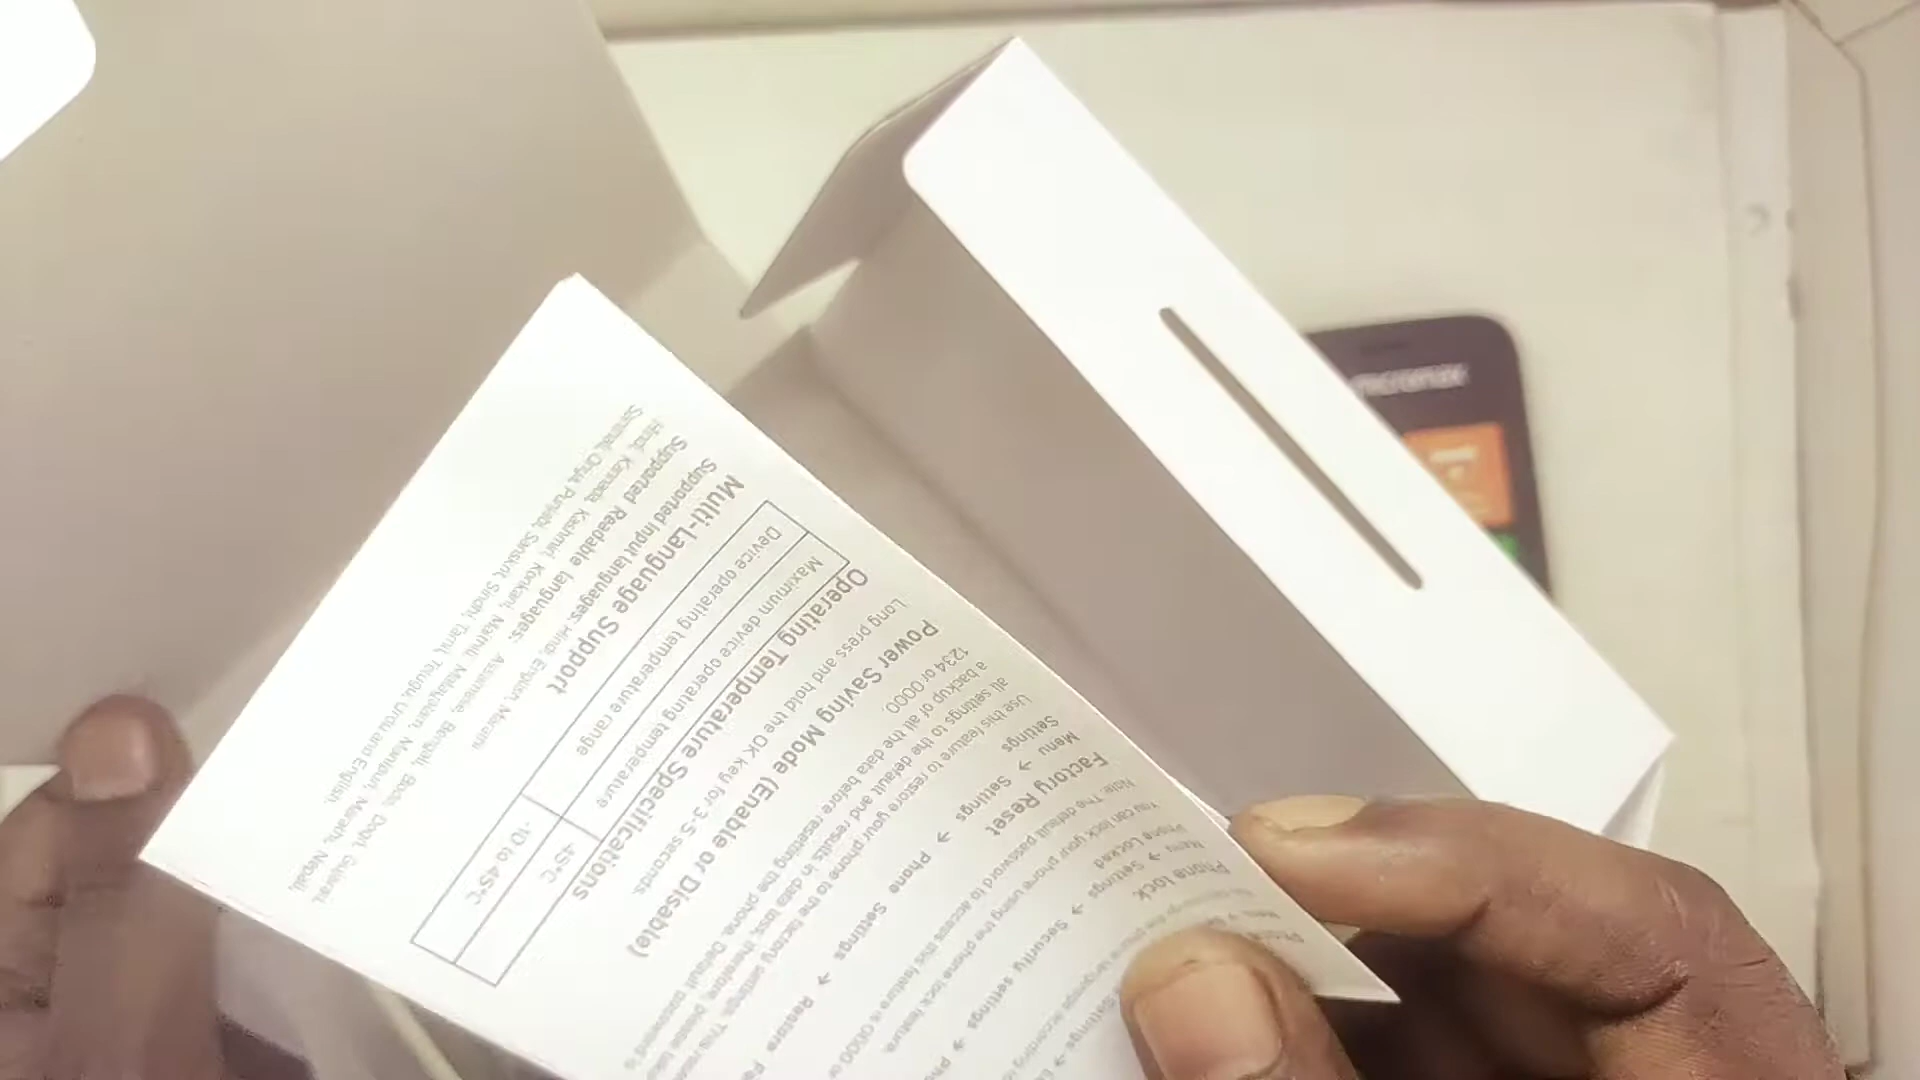 Menu → Settings → Security settings →
Phone Locked
You can lock your phone using the phone lock feature.
Note: The default password to access this feature is 0000 or
Factory Reset
Menu → Settings → Phone Settings → Restore
Settings
Use this feature to restore your phone to the factory settings. This
all settings to the default and results in data loss, therefore, please
a backup of all the data before resetting the phone. Default password is
1234 or 0000
Power Saving Mode (Enable or Disable)
Long press and hold the OK key for 3-5 seconds.
Operating Temperature Specifications
Maximum device operating temperature 45°C
Device operating temperature range -10 to 45°C
Multi-Language Support
Supported Input languages: Hindi, English, Marathi
Supported Readable languages: Assamese, Bengali, Bodo, Dogri, Gujarati,
Hindi, Kannada, Kashmiri, Konkani, Maithili, Malayalam, Manipuri, Marathi, Nepali,
Santhali, Oriya, Punjabi, Sanskrit, Sindhi, Tamil, Telugu, Urdu and English.
micromax